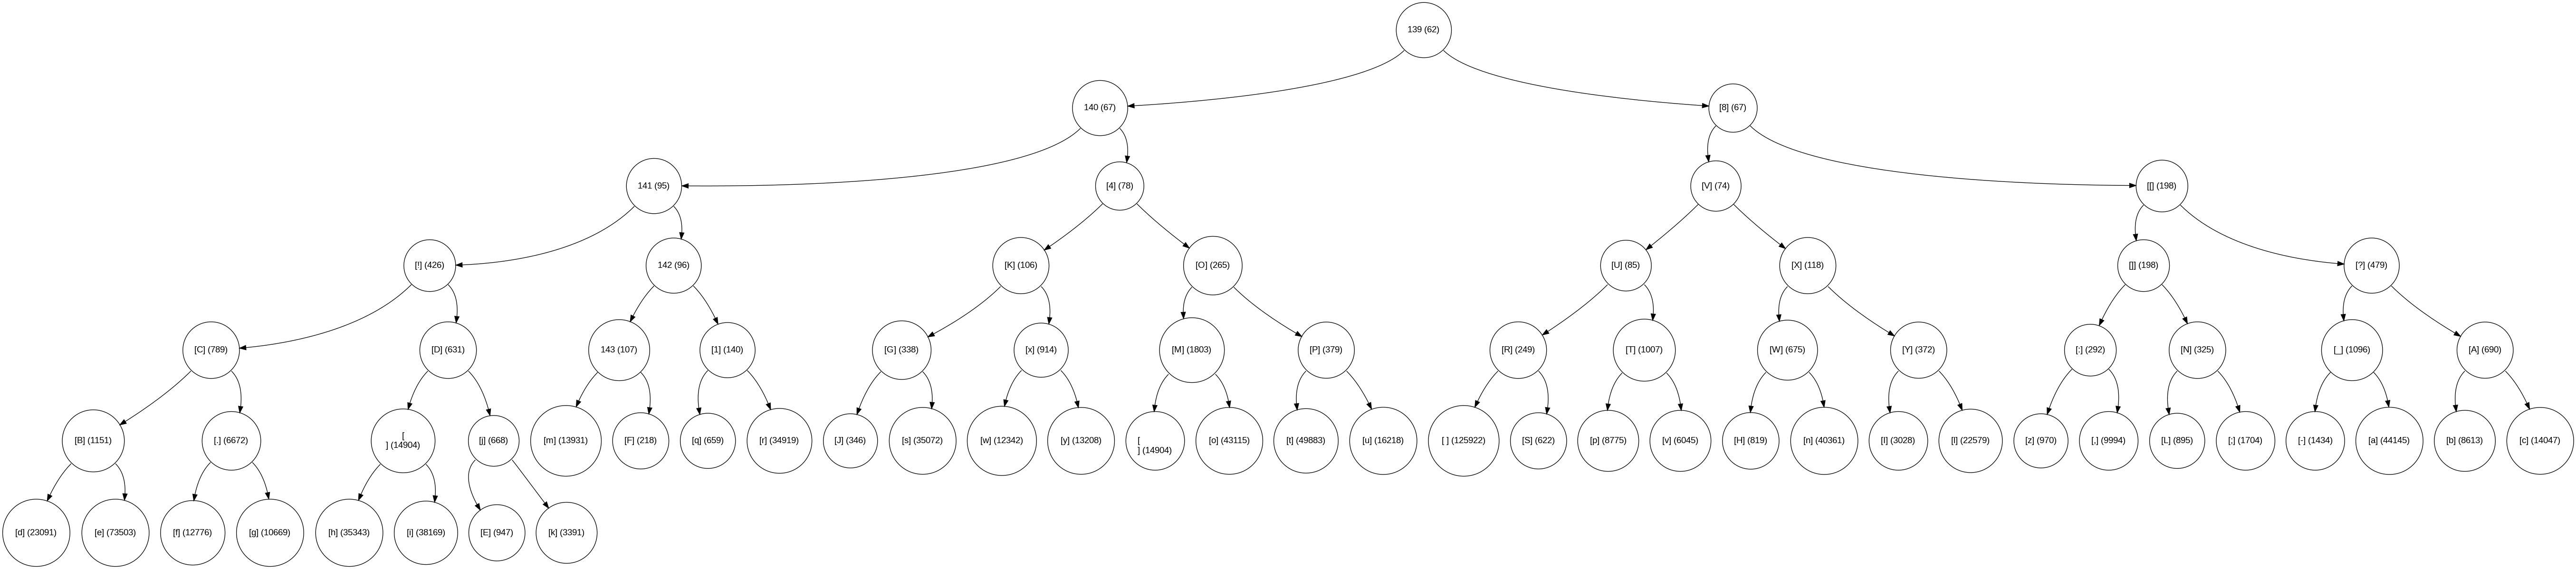 139 (62)
140 (67)
[8] (67)
141 (95)
[4] (78)
[V] (74)
[[] (198)
[!] (426)
142 (96)
[K] (106)
[O] (265)
[U] (85)
[X] (118)
[]] (198)
[?] (479)
[C] (789)
[D] (631)
143 (107)
[1] (140)
[G] (338)
[x] (914)
[M] (1803)
[P] (379)
[R] (249)
[T] (1007)
[W] (675)
[Y] (372)
[:] (292)
[N] (325)
[_] (1096)
[A] (690)
[B] (1151)
[.] (6672)
[
] (14904)
[j] (668)
[m] (13931)
[F] (218)
[q] (659)
[r] (34919)
[J] (346)
[s] (35072)
[w] (12342)
[y] (13208)
[
] (14904)
[o] (43115)
[t] (49883)
[u] (16218)
[ ] (125922)
[S] (622)
[p] (8775)
[v] (6045)
[H] (819)
[n] (40361)
[I] (3028)
[l] (22579)
[z] (970)
[,] (9994)
[L] (895)
[;] (1704)
[-] (1434)
[a] (44145)
[b] (8613)
[c] (14047)
[d] (23091)
[e] (73503)
[f] (12776)
[g] (10669)
[h] (35343)
[i] (38169)
[E] (947)
[k] (3391)